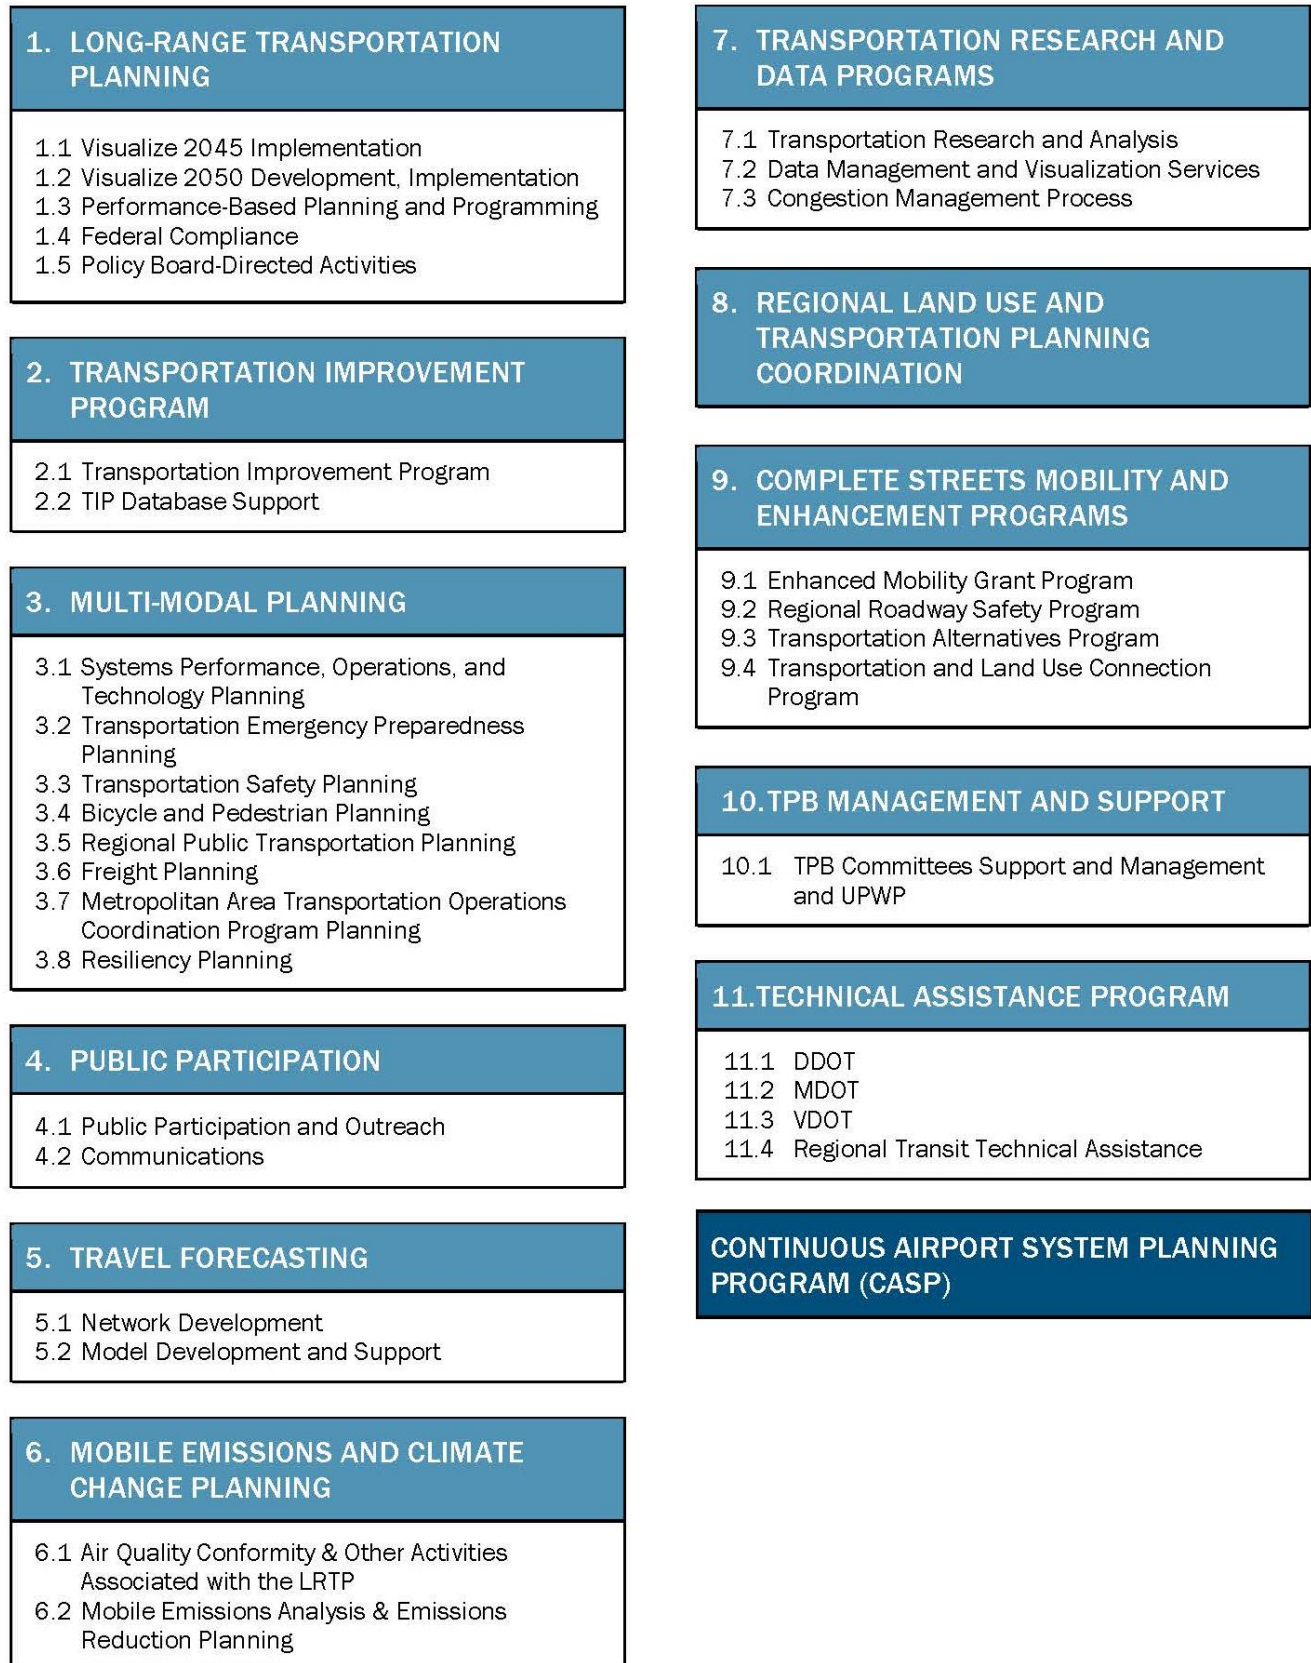 1. LONG-RANGE TRANSPORTATION
PLANNING
1.1 Visualize 2045 Implementation
1.2 Visualize 2050 Development, Implementation
1.3 Performance-Based Planning and Programming
1.4 Federal Compliance
1.5 Policy Board-Directed Activities
2. TRANSPORTATION IMPROVEMENT
PROGRAM
2.1 Transportation Improvement Program
2.2 TIP Database Support
3. MULTI-MODAL PLANNING
3.1 Systems Performance, Operations, and
Technology Planning
3.2 Transportation Emergency Preparedness
Planning
3.3 Transportation Safety Planning
3.4 Bicycle and Pedestrian Planning
3.5 Regional Public Transportation Planning
3.6 Freight Planning
3.7 Metropolitan Area Transportation Operations
Coordination Program Planning
3.8 Resiliency Planning
4. PUBLIC PARTICIPATION
4.1 Public Participation and Outreach
4.2 Communications
5. TRAVEL FORECASTING
5.1 Network Development
5.2 Model Development and Support
6. MOBILE EMISSIONS AND CLIMATE
CHANGE PLANNING
6.1 Air Quality Conformity & Other Activities
Associated with the LRTP
6.2 Mobile Emissions Analysis & Emissions
Reduction Planning
7. TRANSPORTATION RESEARCH AND
DATA PROGRAMS
7.1 Transportation Research and Analysis
7.2 Data Management and Visualization Services
7.3 Congestion Management Process
8. REGIONAL LAND USE AND
TRANSPORTATION PLANNING
COORDINATION
9. COMPLETE STREETS MOBILITY AND
ENHANCEMENT PROGRAMS
9.1 Enhanced Mobility Grant Program
9.2 Regional Roadway Safety Program
9.3 Transportation Alternatives Program
9.4 Transportation and Land Use Connection
Program
10.TPB MANAGEMENT AND SUPPORT
10.1 TPB Committees Support and Management
and UPWP
11.TECHNICAL ASSISTANCE PROGRAM
11.1 DDOT
11.2 MDOT
11.3 VDOT
11.4 Regional Transit Technical Assistance
CONTINUOUS AIRPORT SYSTEM PLANNING
PROGRAM (CASP)